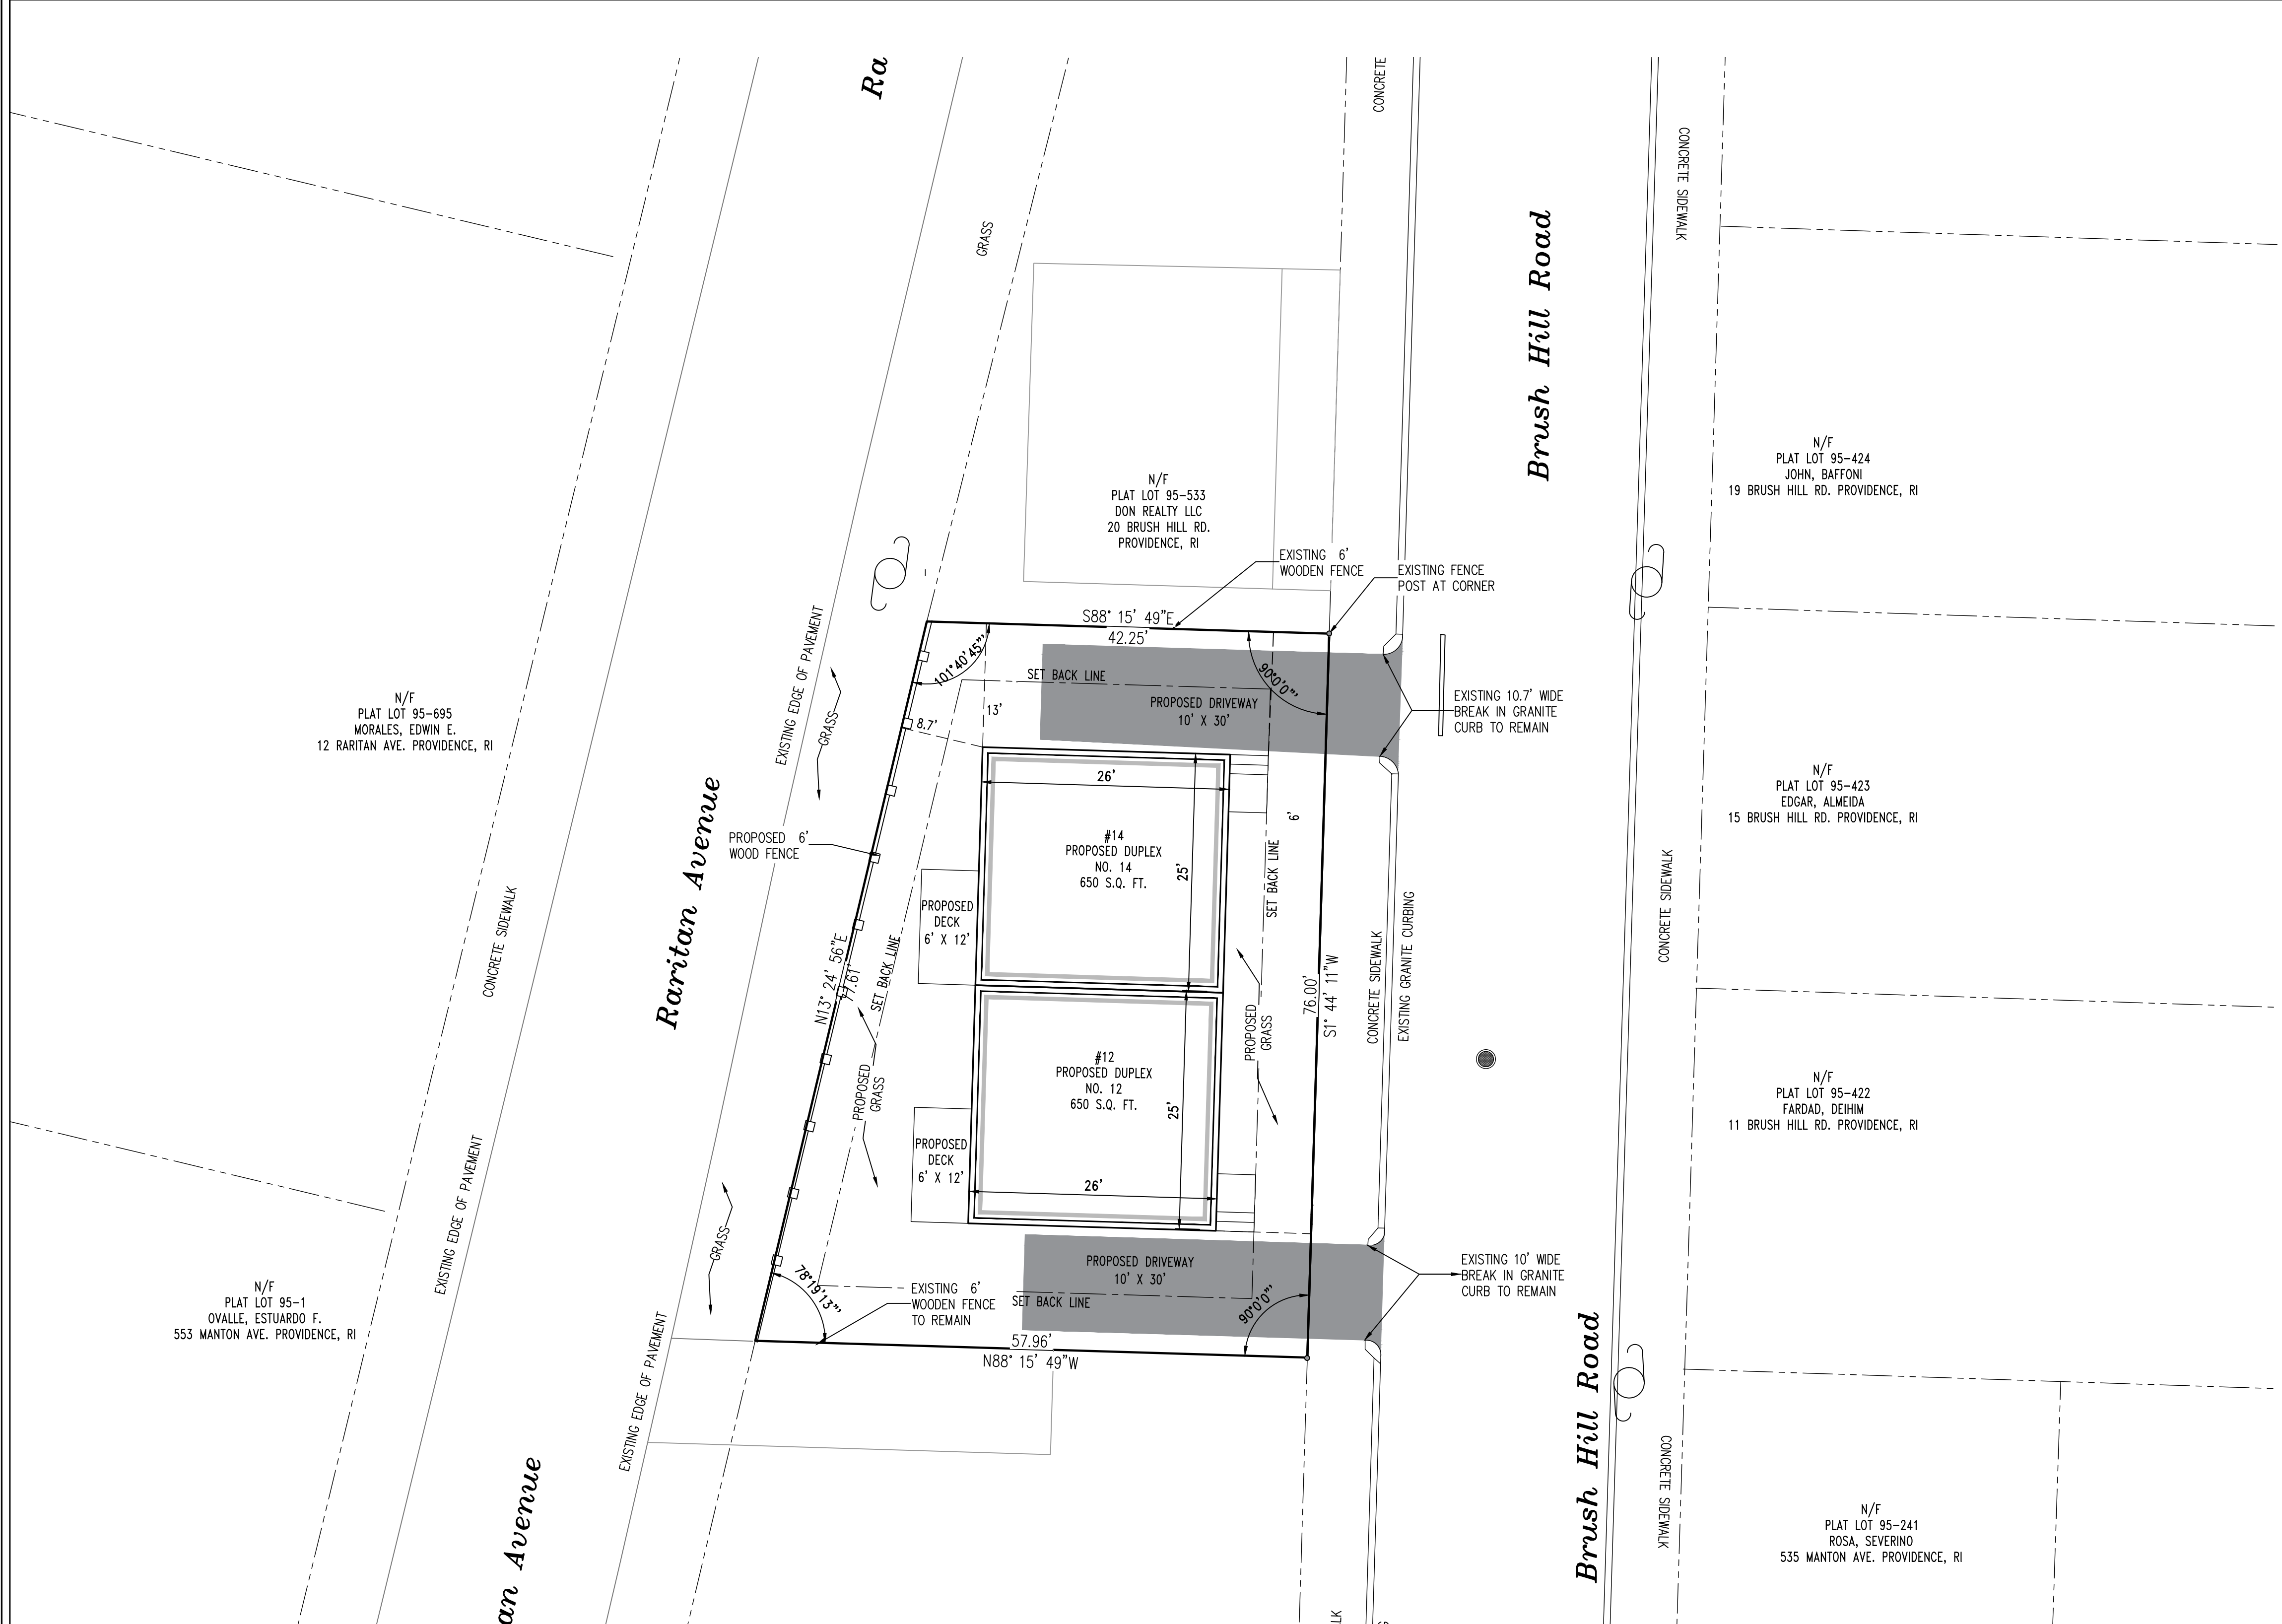 Ra
CONCRETE
CONCRETE SIDEWALK
GRASS
Brush Hill Road
N/F
PLAT LOT 95-424
JOHN, BAFFONI
19 BRUSH HILL RD. PROVIDENCE, RI
N/F
PLAT LOT 95-533
DON REALTY LLC
20 BRUSH HILL RD.
PROVIDENCE, RI
EXISTING 6'
WOODEN FENCE
EXISTING FENCE
POST AT CORNER
S88° 15' 49"E
42.25'
EXISTING EDGE OF PAVEMENT
101°40'45"'
90°0'0"'
SET BACK LINE
N/F
PLAT LOT 95-695
MORALES, EDWIN E.
12 RARITAN AVE. PROVIDENCE, RI
GRASS
8.7'
13'
PROPOSED DRIVEWAY
10' X 30'
EXISTING 10.7' WIDE
BREAK IN GRANITE
CURB TO REMAIN
N/F
PLAT LOT 95-423
EDGAR, ALMEIDA
15 BRUSH HILL RD. PROVIDENCE, RI
26'
Raritan Avenue
PROPOSED 6'
WOOD FENCE
#14
PROPOSED DUPLEX
NO. 14
650 S.Q. FT.
25'
6'
SET BACK LINE
CONCRETE SIDEWALK
PROPOSED
DECK
6' X 12'
CONCRETE SIDEWALK
N13° 24' 56"E
77.61'
SET BACK LINE
76.00'
S1° 44' 11"W
CONCRETE SIDEWALK
EXISTING GRANITE CURBING
PROPOSED
GRASS
PROPOSED
GRASS
#12
PROPOSED DUPLEX
NO. 12
650 S.Q. FT.
25'
N/F
PLAT LOT 95-422
FARDAD, DEIHIM
11 BRUSH HILL RD. PROVIDENCE, RI
PROPOSED
DECK
6' X 12'
26'
EXISTING EDGE OF PAVEMENT
GRASS
N/F
PLAT LOT 95-1
OVALLE, ESTUARDO F.
553 MANTON AVE. PROVIDENCE, RI
78°19'13"'
EXISTING 6'
WOODEN FENCE
TO REMAIN
PROPOSED DRIVEWAY
10' X 30'
SET BACK LINE
90°0'0"'
EXISTING 10' WIDE
BREAK IN GRANITE
CURB TO REMAIN
57.96'
N88° 15' 49"W
EXISTING EDGE OF PAVEMENT
Brush Hill Road
CONCRETE SIDEWALK
an Avenue
N/F
PLAT LOT 95-241
ROSA, SEVERINO
535 MANTON AVE. PROVIDENCE, RI
LK